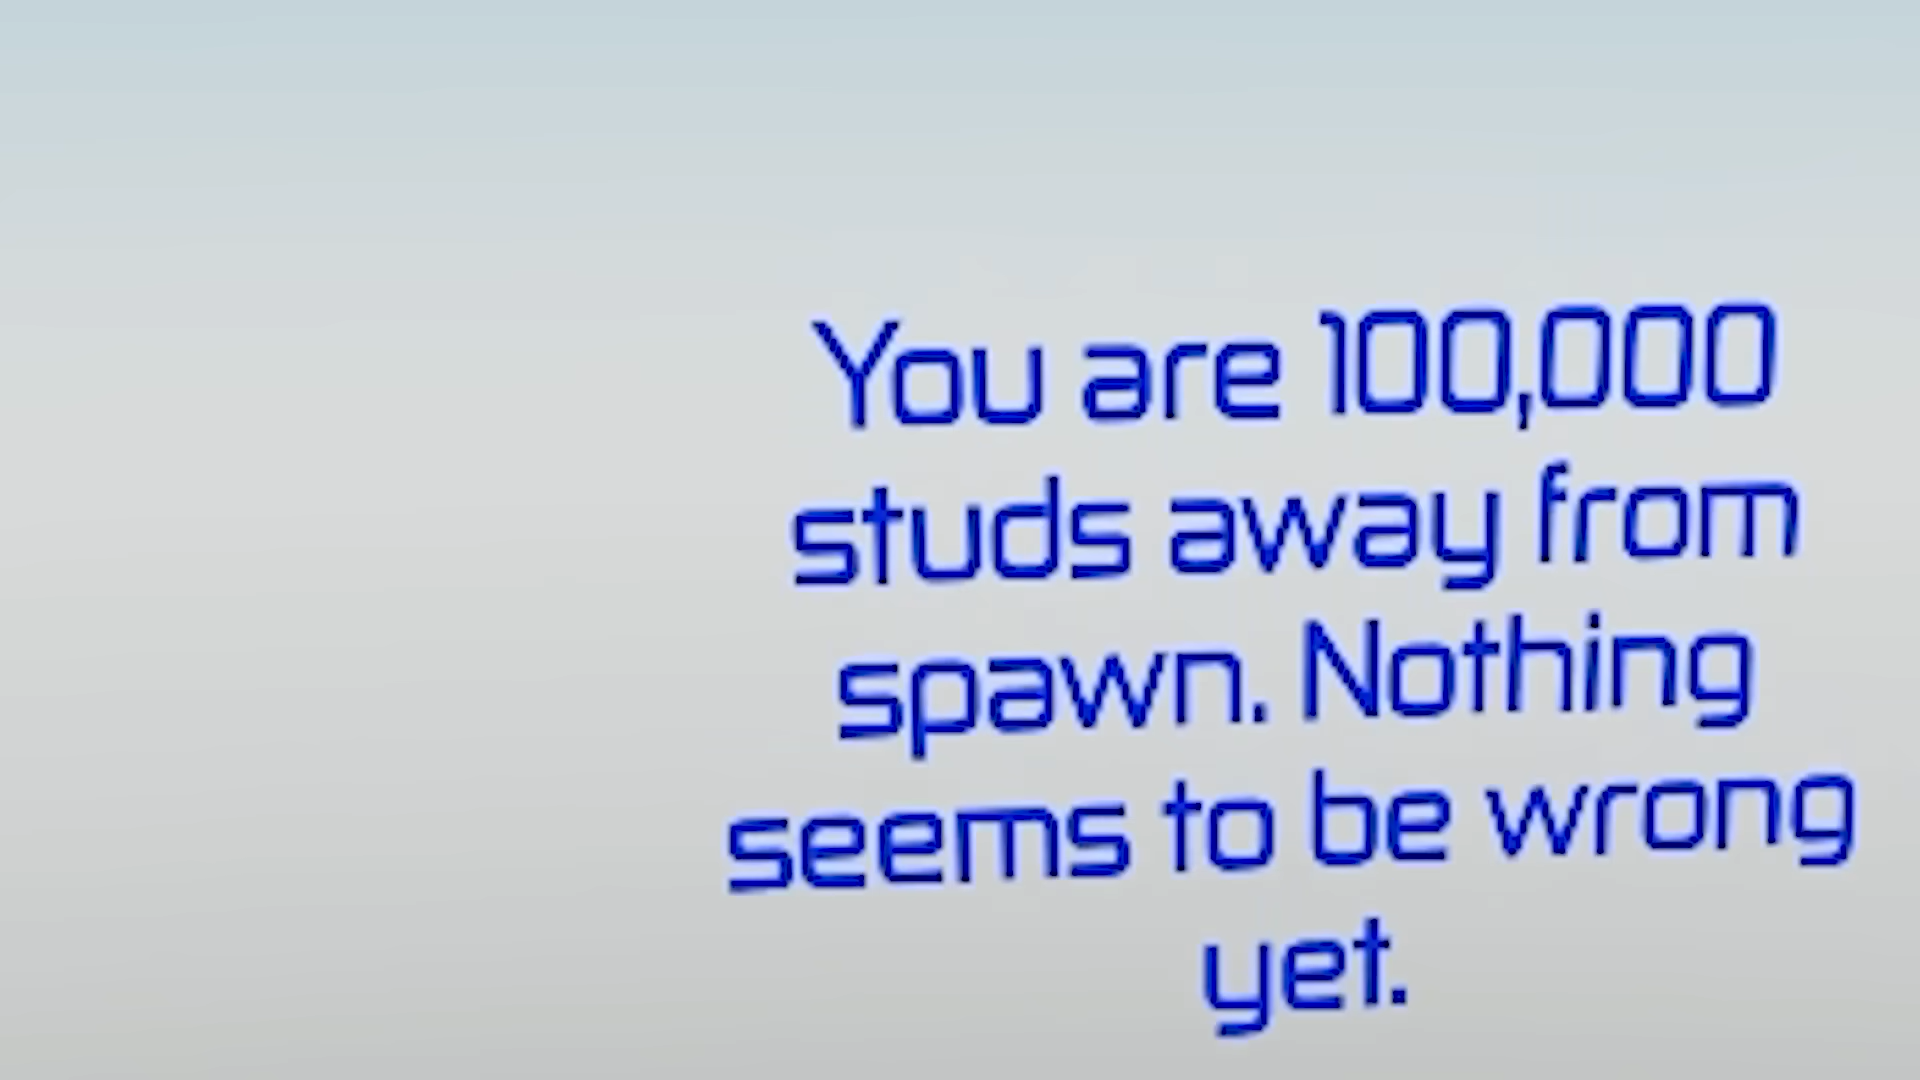 You are 100,000
studs away from
spawn. Nothing
seems to be wrong
yet.